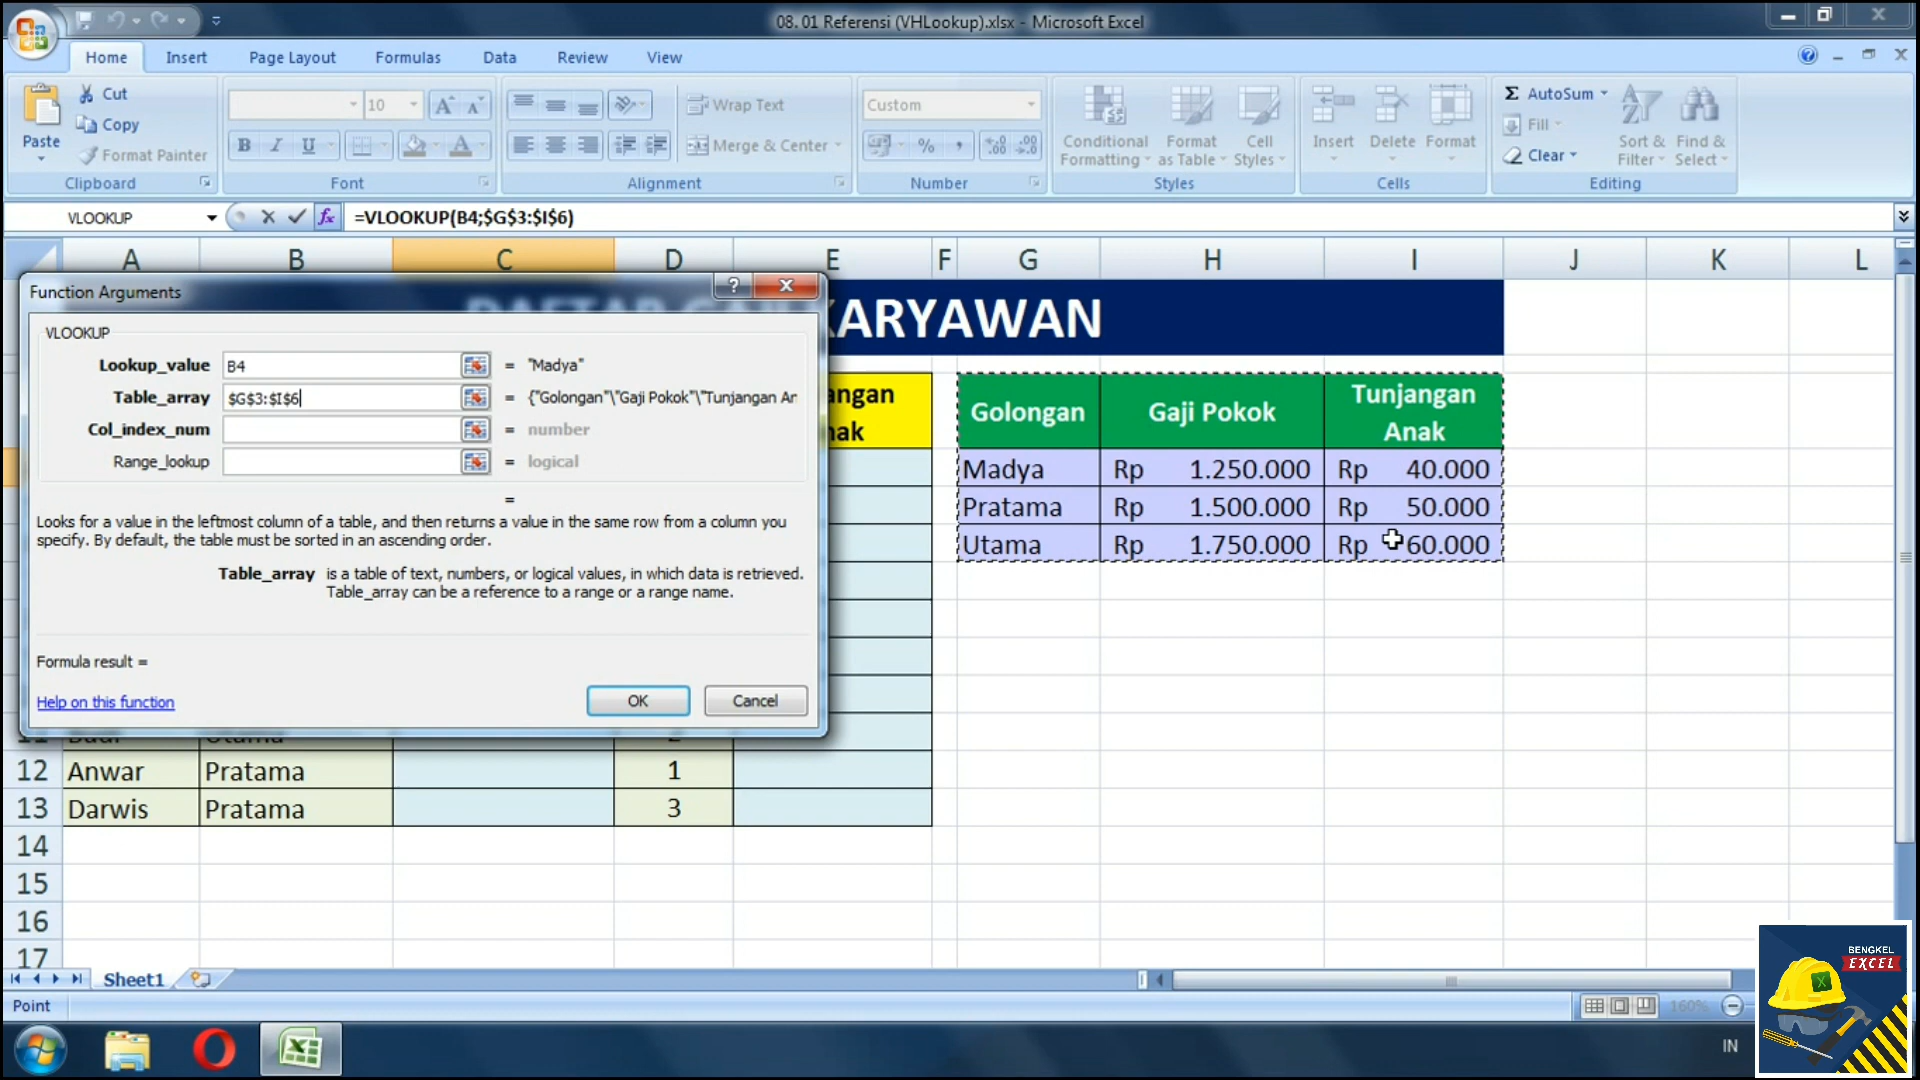 08. 01 Referensi (VHLookup).xlsx - Microsoft Excel
Home Insert Page Layout Formulas Data Review View
Paste
Cut
Copy
Format Painter
Clipboard
10
B I U
Font
Wrap Text
Merge & Center
Alignment
Custom
% ,
Number
Conditional Formatting
Format as Table
Cell Styles
Styles
Insert Delete Format
Cells
Σ AutoSum
Fill
Clear
Sort & Filter
Find & Select
Editing
VLOOKUP
fx =VLOOKUP(B4;$G$3:$I$6)
A B C D E F G H I J K L
KARYAWAN
Function Arguments
VLOOKUP
Lookup_value B4 = "Madya"
Table_array $G$3:$I$6 = {"Golongan"\"Gaji Pokok"\"Tunjangan An
Col_index_num = number
Range_lookup = logical
=
Looks for a value in the leftmost column of a table, and then returns a value in the same row from a column you
specify. By default, the table must be sorted in an ascending order.
Table_array is a table of text, numbers, or logical values, in which data is retrieved.
Table_array can be a reference to a range or a range name.
Formula result =
Help on this function
OK Cancel
Golongan Gaji Pokok Tunjangan Anak
Madya Rp 1.250.000 Rp 40.000
Pratama Rp 1.500.000 Rp 50.000
Utama Rp 1.750.000 Rp 60.000
12 Anwar Pratama 1
13 Darwis Pratama 3
14
15
16
17
Sheet1
Point
160%
IN
BENGKEL
EXCEL